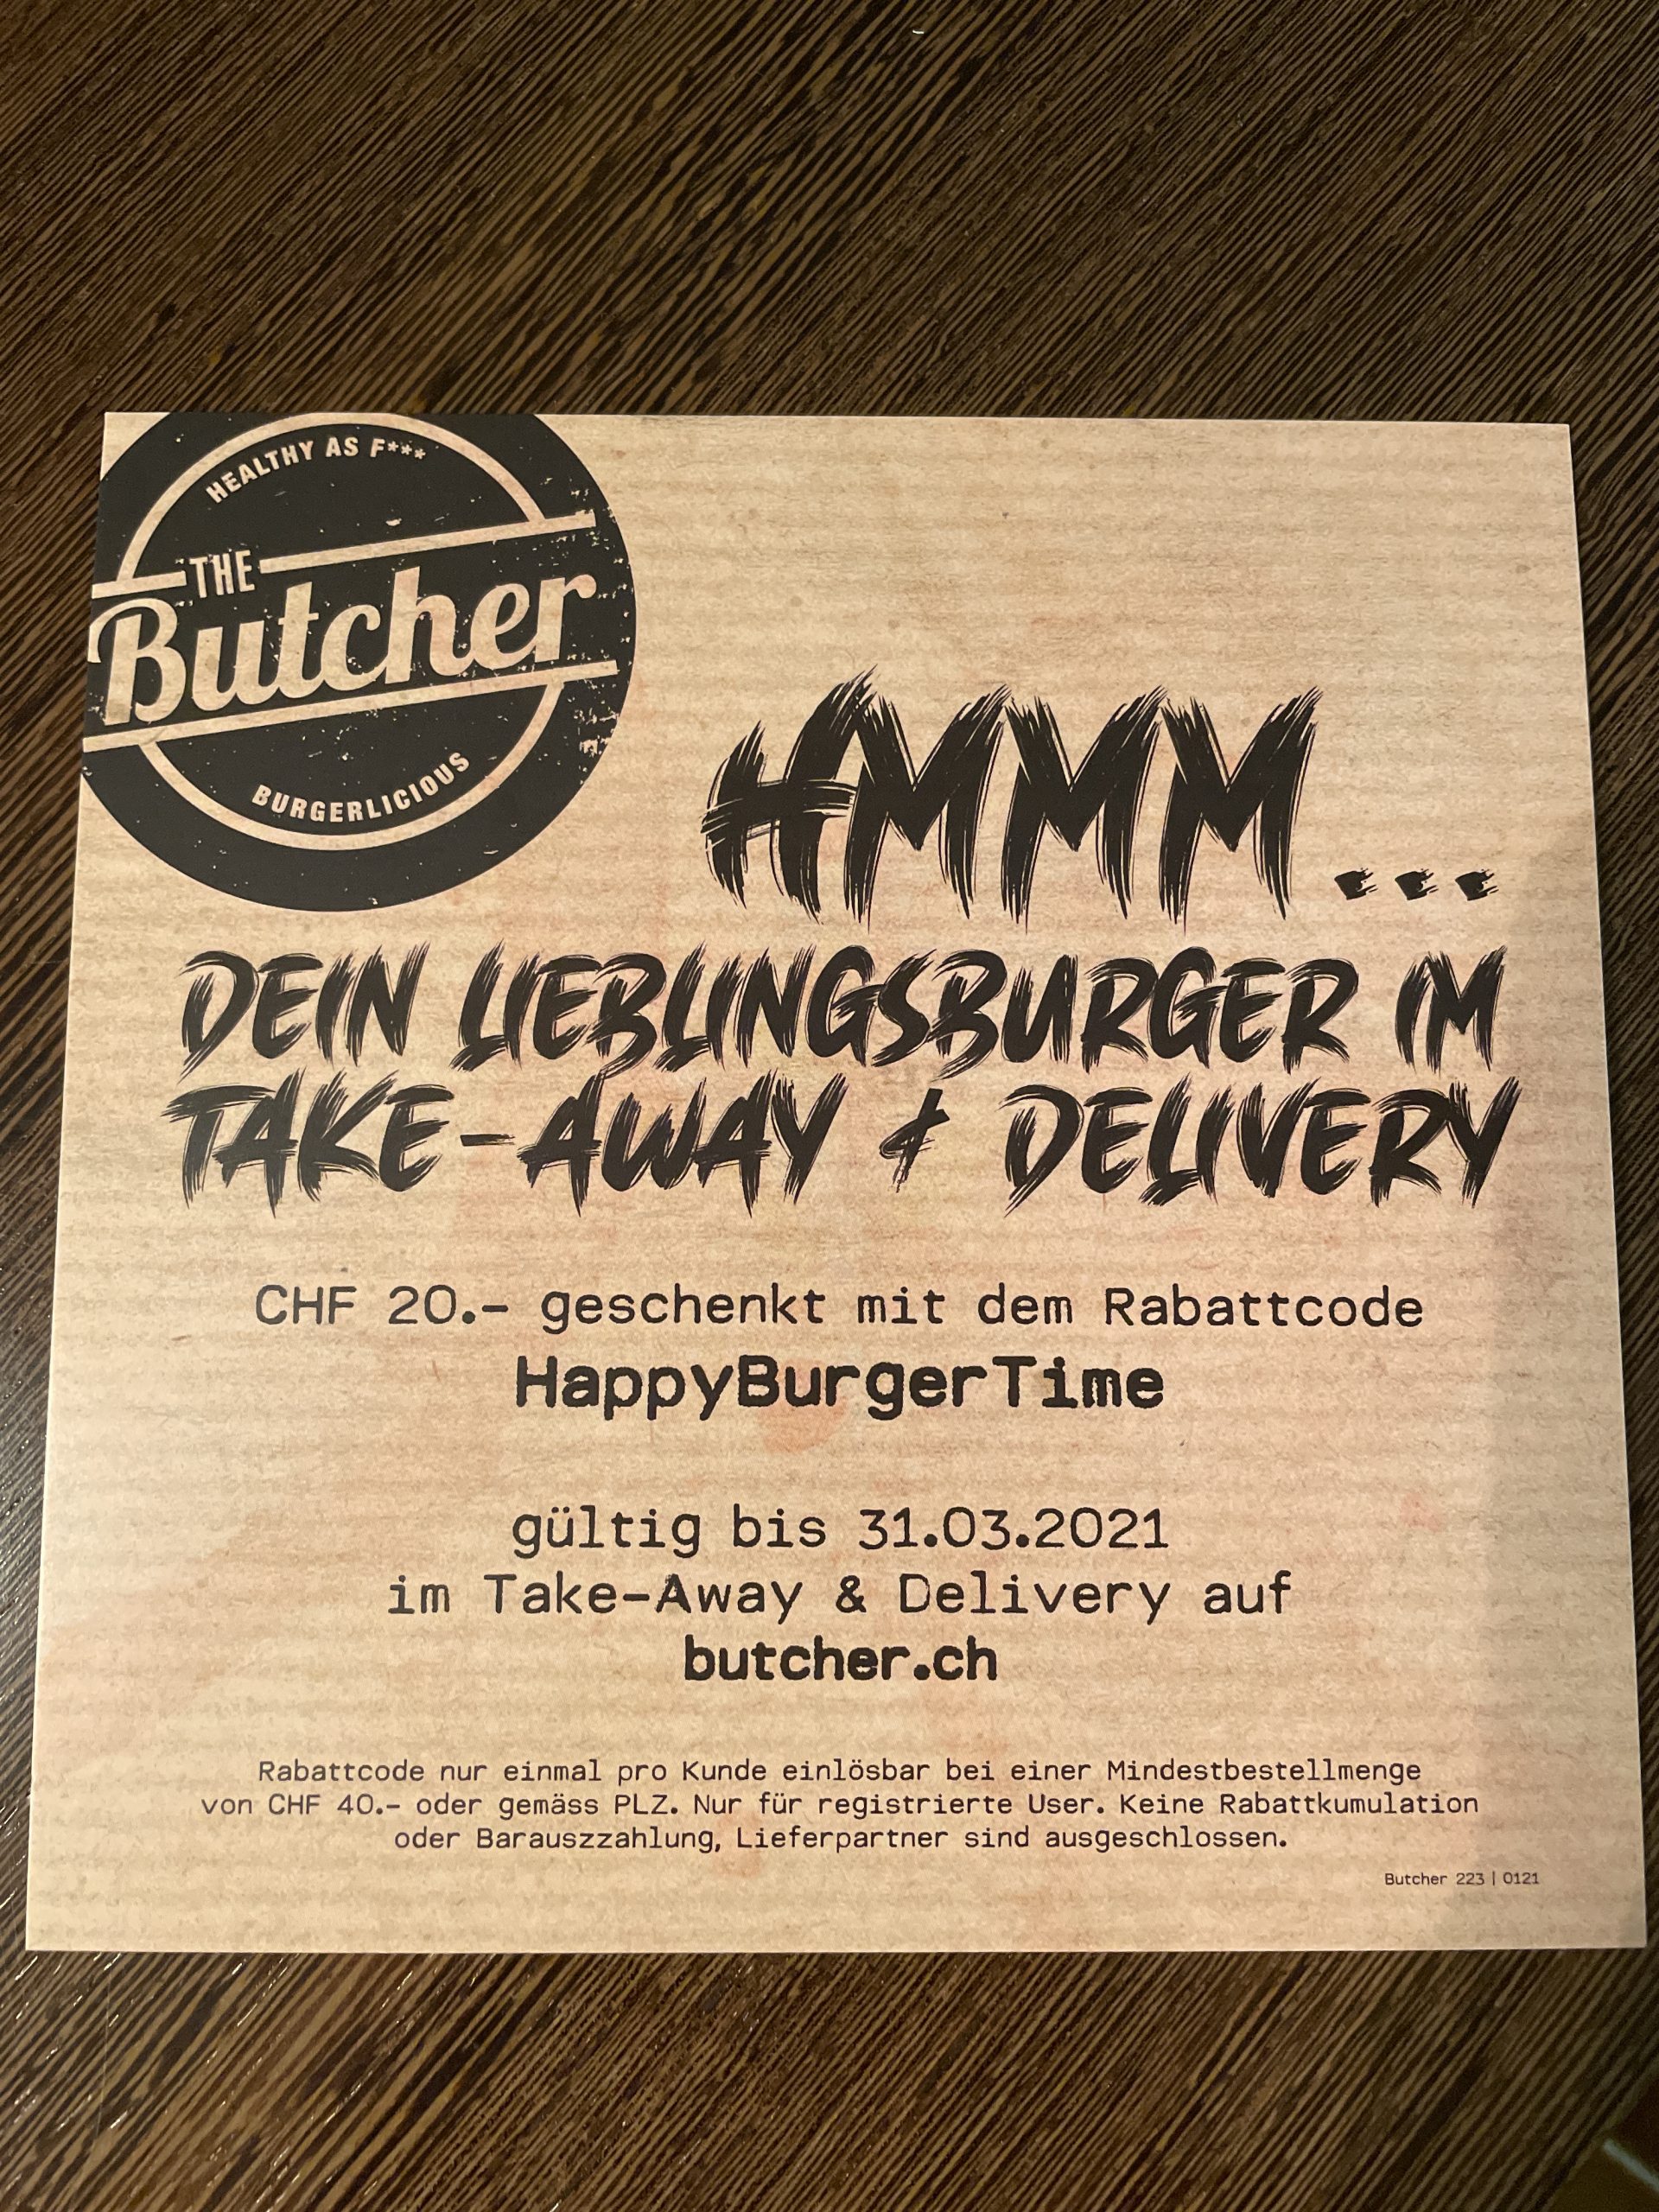 HEALTHY AS F***
THE
Butcher
BURGERLICIOUS
HMMM...
DEIN LIEBLINGSBURGER IM
TAKE-AWAY & DELIVERY
CHF 20.- geschenkt mit dem Rabattcode
HappyBurgerTime
gültig bis 31.03.2021
im Take-Away & Delivery auf
butcher.ch
Rabattcode nur einmal pro Kunde einlösbar bei einer Mindestbestellmenge
von CHF 40.- oder gemäss PLZ. Nur für registrierte User. Keine Rabattkumulation
oder Barauszzahlung, Lieferpartner sind ausgeschlossen.
Butcher 223 | 0121